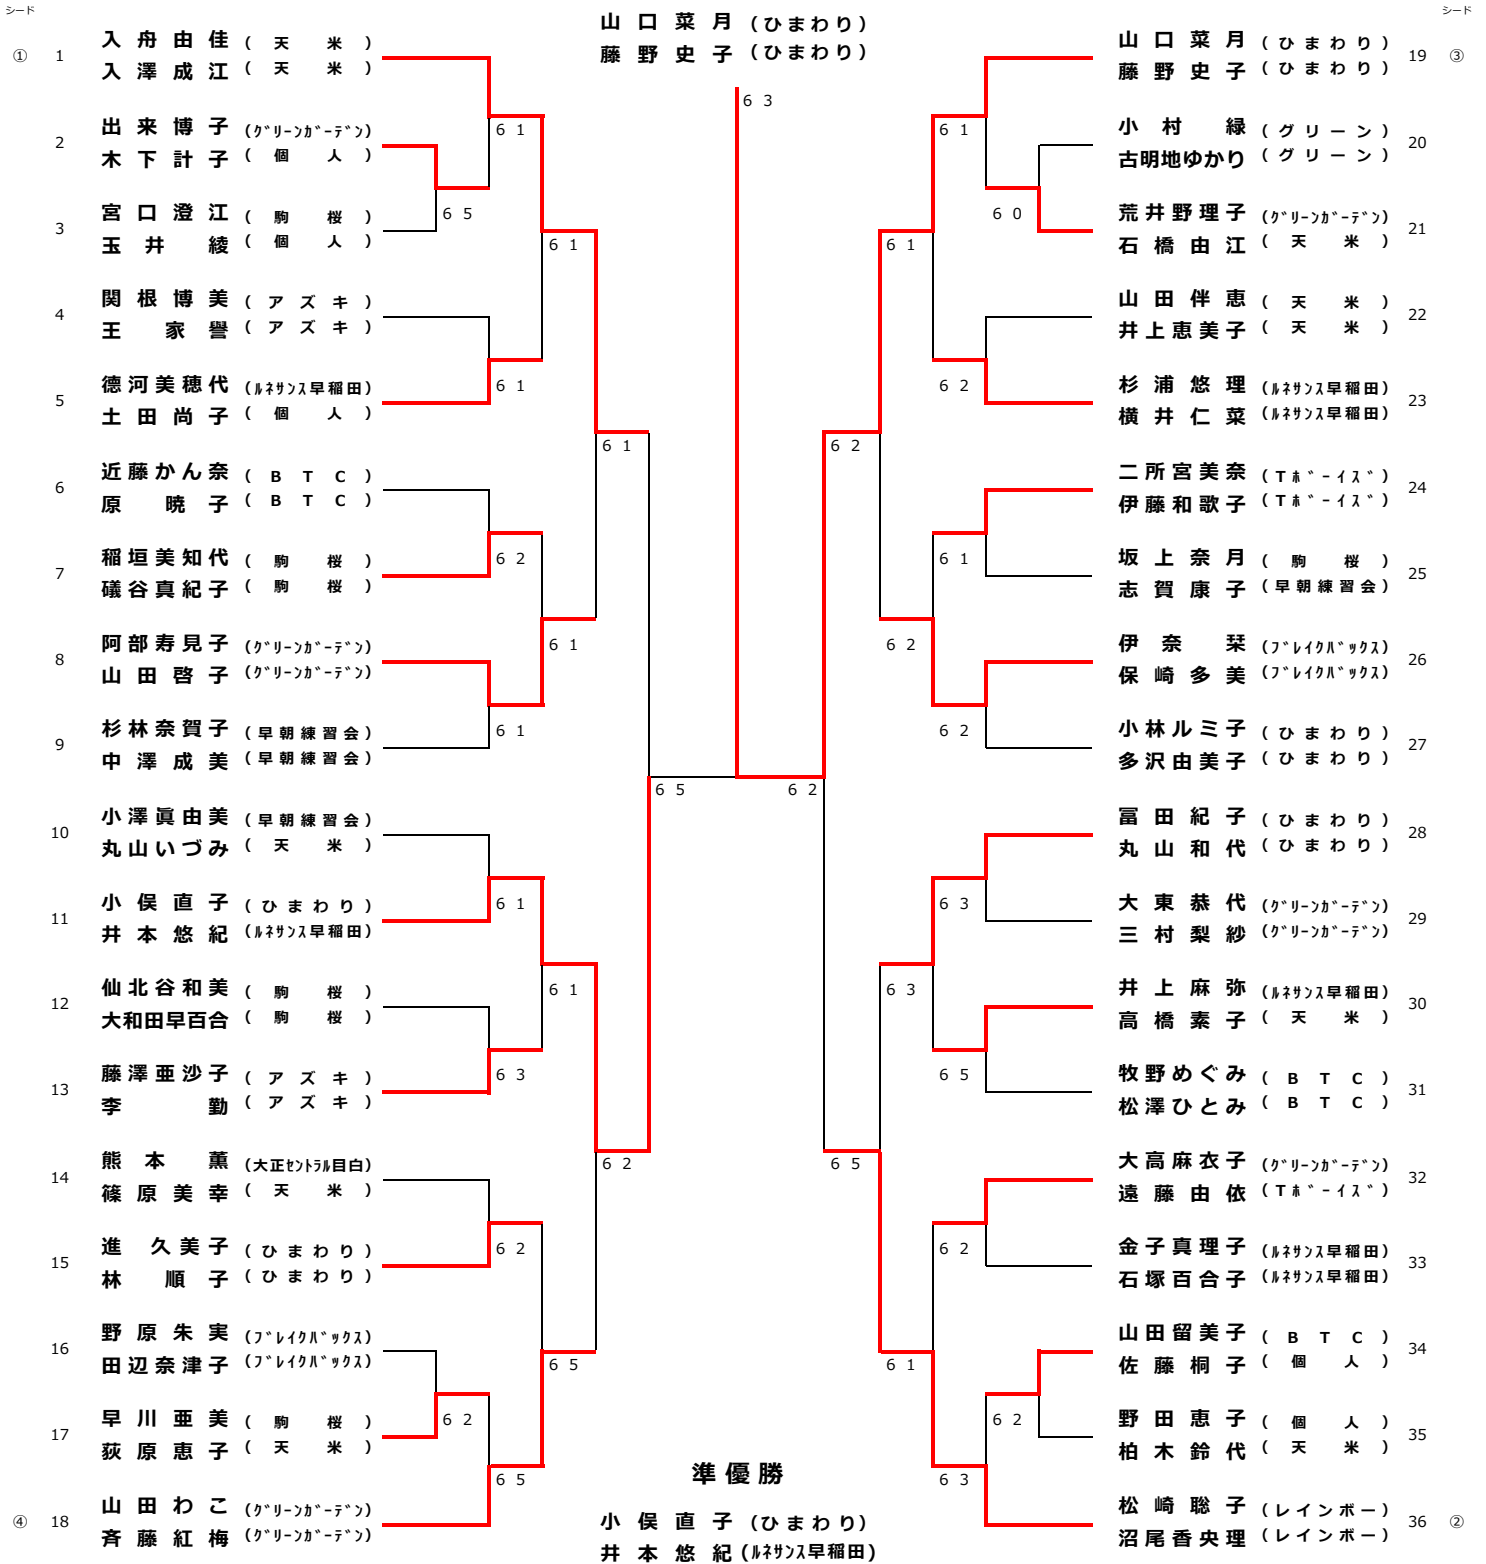 シード
シード
山口菜月 (ひまわり)
藤野史子 (ひまわり)
6 3
① 1 入舟由佳 (天米)
入澤成江 (天米)
6 1
2 出来博子 (グリーンガーデン)
木下計子 (個人)
6 5
3 宮口澄江 (駒桜)
玉井綾 (個人)
6 1
4 関根博美 (アズキ)
王家誉 (アズキ)
6 1
5 德河美穂代 (ルネサンス早稲田)
土田尚子 (個人)
6 1
6 近藤かん奈 (BTC)
原暁子 (BTC)
6 2
7 稲垣美知代 (駒桜)
礒谷真紀子 (駒桜)
6 1
8 阿部寿見子 (グリーンガーデン)
山田啓子 (グリーンガーデン)
6 1
9 杉林奈賀子 (早朝練習会)
中澤成美 (早朝練習会)
6 5
10 小澤眞由美 (早朝練習会)
丸山いづみ (天米)
6 1
11 小俣直子 (ひまわり)
井本悠紀 (ルネサンス早稲田)
6 1
12 仙北谷和美 (駒桜)
大和田早百合 (駒桜)
6 3
13 藤澤亜沙子 (アズキ)
李勤 (アズキ)
6 2
14 熊本薫 (大正セントラル目白)
篠原美幸 (天米)
6 2
15 進久美子 (ひまわり)
林順子 (ひまわり)
6 5
16 野原朱実 (ブレイクバックス)
田辺奈津子 (ブレイクバックス)
6 2
17 早川亜美 (駒桜)
荻原恵子 (天米)
6 5
④ 18 山田わこ (グリーンガーデン)
斉藤紅梅 (グリーンガーデン)
山口菜月 (ひまわり) 19 ③
藤野史子 (ひまわり)
6 1
小村緑 (グリーン) 20
古明地ゆかり (グリーン)
6 0
荒井野理子 (グリーンガーデン) 21
石橋由江 (天米)
6 1
山田伴恵 (天米) 22
井上恵美子 (天米)
6 2
杉浦悠理 (ルネサンス早稲田) 23
横井仁菜 (ルネサンス早稲田)
6 2
二所宮美奈 (Tボーイズ) 24
伊藤和歌子 (Tボーイズ)
6 1
坂上奈月 (駒桜) 25
志賀康子 (早朝練習会)
6 2
伊奈栞 (ブレイクバックス) 26
保崎多美 (ブレイクバックス)
6 2
小林ルミ子 (ひまわり) 27
多沢由美子 (ひまわり)
6 2
冨田紀子 (ひまわり) 28
丸山和代 (ひまわり)
6 3
大東恭代 (グリーンガーデン) 29
三村梨紗 (グリーンガーデン)
6 3
井上麻弥 (ルネサンス早稲田) 30
高橋素子 (天米)
6 5
牧野めぐみ (BTC) 31
松澤ひとみ (BTC)
6 5
大高麻衣子 (グリーンガーデン) 32
遠藤由依 (Tボーイズ)
6 2
金子真理子 (ルネサンス早稲田) 33
石塚百合子 (ルネサンス早稲田)
6 1
山田留美子 (BTC) 34
佐藤桐子 (個人)
6 2
野田恵子 (個人) 35
柏木鈴代 (天米)
6 3
松崎聡子 (レインボー) 36 ②
沼尾香央理 (レインボー)
準優勝
小俣直子 (ひまわり)
井本悠紀 (ルネサンス早稲田)